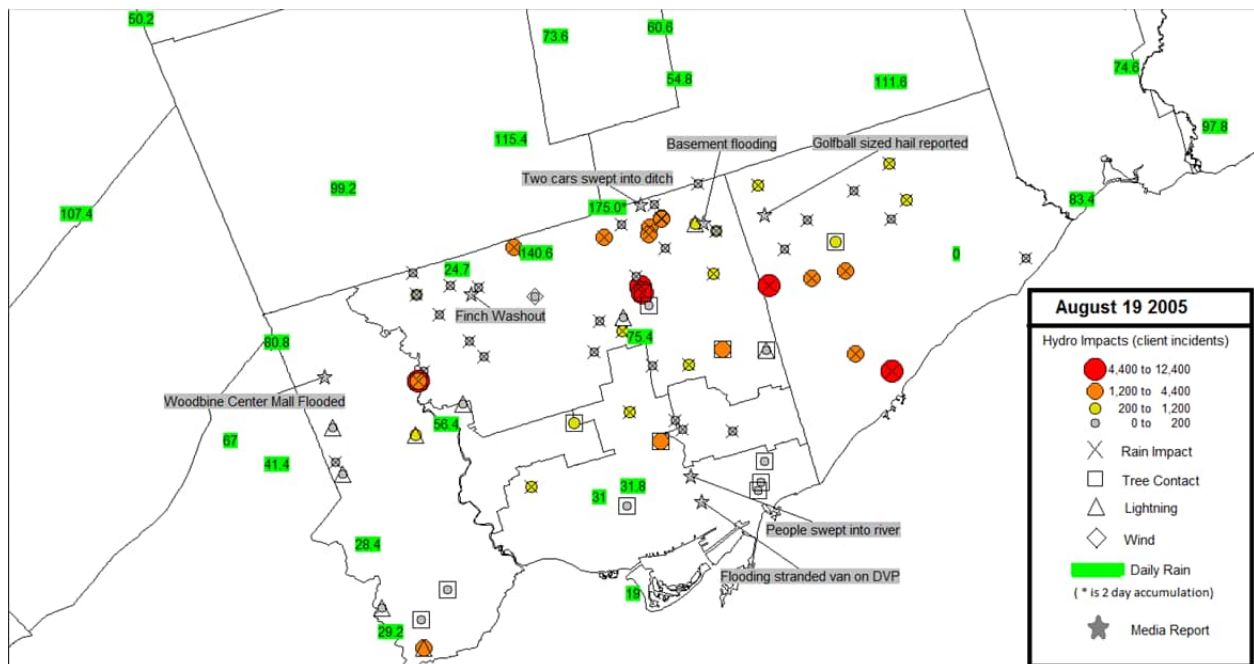 50.2
73.6
60.6
54.8
111.6
74.6
97.8
115.4
Basement flooding
Golfball sized hail reported
Two cars swept into ditch
99.2
107.4
175.0*
83.4
140.6
24.7
0
Finch Washout
80.8
75.4
Woodbine Center Mall Flooded
56.4
67
41.4
31
31.8
People swept into river
28.4
Flooding stranded van on DVP
19
29.2
August 19 2005
Hydro Impacts (client incidents)
4,400 to 12,400
1,200 to 4,400
200 to 1,200
0 to 200
Rain Impact
Tree Contact
Lightning
Wind
Daily Rain
( * is 2 day accumulation)
Media Report